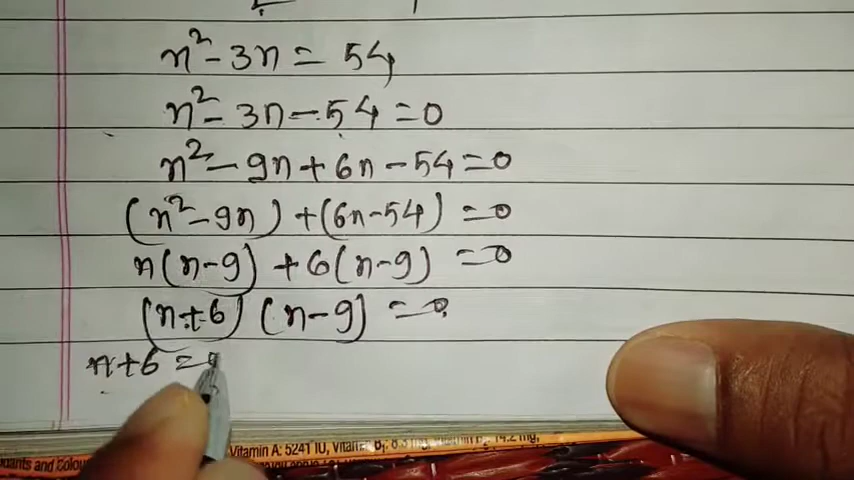 n² - 3n = 54
n² - 3n - 54 = 0
n² - 9n + 6n - 54 = 0
(n² - 9n) + (6n - 54) = 0
n(n - 9) + 6(n - 9) = 0
(n + 6) (n - 9) = 0
n + 6 = 0
Vitamin A: 5241 IU, Vitamin